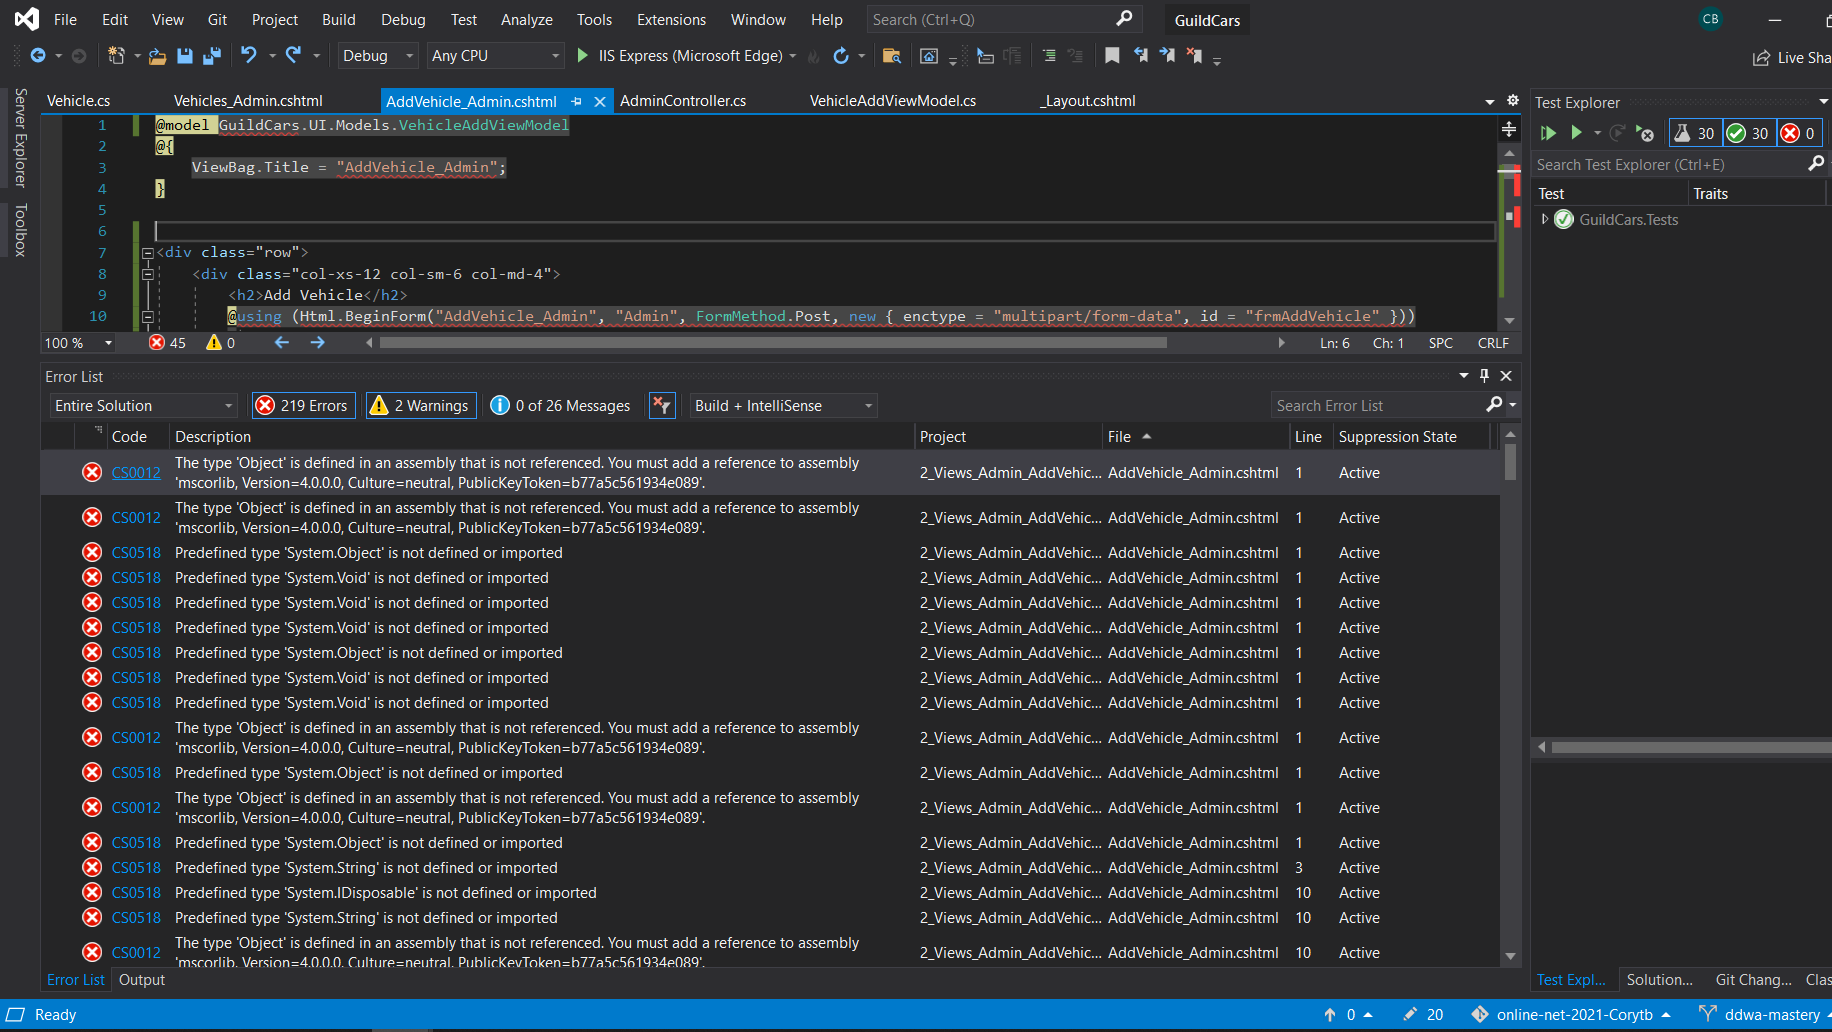 File Edit View Git Project Build Debug Test Analyze Tools Extensions Window Help Search (Ctrl+Q) GuildCars CB
Debug Any CPU IIS Express (Microsoft Edge) Live Sha
Server Explorer
Toolbox
Vehicle.cs Vehicles_Admin.cshtml AddVehicle_Admin.cshtml AdminController.cs VehicleAddViewModel.cs _Layout.cshtml
1 @model GuildCars.UI.Models.VehicleAddViewModel
2 @{
3 ViewBag.Title = "AddVehicle_Admin";
4 }
5
6
7 <div class="row">
8 <div class="col-xs-12 col-sm-6 col-md-4">
9 <h2>Add Vehicle</h2>
10 @using (Html.BeginForm("AddVehicle_Admin", "Admin", FormMethod.Post, new { enctype = "multipart/form-data", id = "frmAddVehicle" }))
100 % 45 0 Ln: 6 Ch: 1 SPC CRLF
Error List
Entire Solution 219 Errors 2 Warnings 0 of 26 Messages Build + IntelliSense Search Error List
Code Description Project File Line Suppression State
CS0012 The type 'Object' is defined in an assembly that is not referenced. You must add a reference to assembly
'mscorlib, Version=4.0.0.0, Culture=neutral, PublicKeyToken=b77a5c561934e089'. 2_Views_Admin_AddVehic... AddVehicle_Admin.cshtml 1 Active
CS0012 The type 'Object' is defined in an assembly that is not referenced. You must add a reference to assembly
'mscorlib, Version=4.0.0.0, Culture=neutral, PublicKeyToken=b77a5c561934e089'. 2_Views_Admin_AddVehic... AddVehicle_Admin.cshtml 1 Active
CS0518 Predefined type 'System.Object' is not defined or imported 2_Views_Admin_AddVehic... AddVehicle_Admin.cshtml 1 Active
CS0518 Predefined type 'System.Void' is not defined or imported 2_Views_Admin_AddVehic... AddVehicle_Admin.cshtml 1 Active
CS0518 Predefined type 'System.Void' is not defined or imported 2_Views_Admin_AddVehic... AddVehicle_Admin.cshtml 1 Active
CS0518 Predefined type 'System.Void' is not defined or imported 2_Views_Admin_AddVehic... AddVehicle_Admin.cshtml 1 Active
CS0518 Predefined type 'System.Object' is not defined or imported 2_Views_Admin_AddVehic... AddVehicle_Admin.cshtml 1 Active
CS0518 Predefined type 'System.Void' is not defined or imported 2_Views_Admin_AddVehic... AddVehicle_Admin.cshtml 1 Active
CS0518 Predefined type 'System.Void' is not defined or imported 2_Views_Admin_AddVehic... AddVehicle_Admin.cshtml 1 Active
CS0012 The type 'Object' is defined in an assembly that is not referenced. You must add a reference to assembly
'mscorlib, Version=4.0.0.0, Culture=neutral, PublicKeyToken=b77a5c561934e089'. 2_Views_Admin_AddVehic... AddVehicle_Admin.cshtml 1 Active
CS0518 Predefined type 'System.Object' is not defined or imported 2_Views_Admin_AddVehic... AddVehicle_Admin.cshtml 1 Active
CS0012 The type 'Object' is defined in an assembly that is not referenced. You must add a reference to assembly
'mscorlib, Version=4.0.0.0, Culture=neutral, PublicKeyToken=b77a5c561934e089'. 2_Views_Admin_AddVehic... AddVehicle_Admin.cshtml 1 Active
CS0518 Predefined type 'System.Object' is not defined or imported 2_Views_Admin_AddVehic... AddVehicle_Admin.cshtml 1 Active
CS0518 Predefined type 'System.String' is not defined or imported 2_Views_Admin_AddVehic... AddVehicle_Admin.cshtml 3 Active
CS0518 Predefined type 'System.IDisposable' is not defined or imported 2_Views_Admin_AddVehic... AddVehicle_Admin.cshtml 10 Active
CS0518 Predefined type 'System.String' is not defined or imported 2_Views_Admin_AddVehic... AddVehicle_Admin.cshtml 10 Active
CS0012 The type 'Object' is defined in an assembly that is not referenced. You must add a reference to assembly
'mscorlib, Version=4.0.0.0, Culture=neutral, PublicKeyToken=b77a5c561934e089'. 2_Views_Admin_AddVehic... AddVehicle_Admin.cshtml 10 Active
Error List Output
Test Explorer
30 30 0
Search Test Explorer (Ctrl+E)
Test Traits
GuildCars.Tests
Test Expl... Solution... Git Chang... Clas
Ready 0 20 online-net-2021-Corytb ddwa-mastery